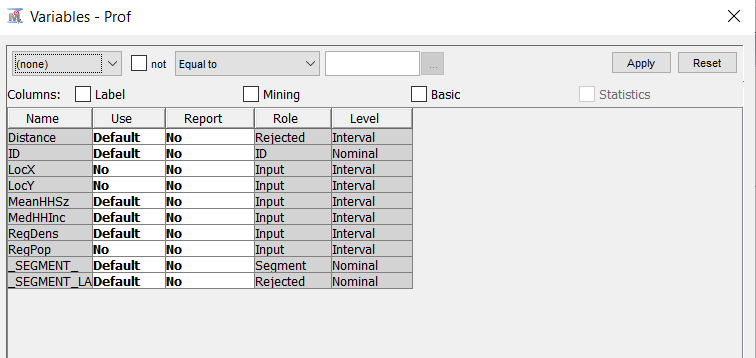 Variables - Prof
(none) not Equal to ... Apply Reset
Columns: Label Mining Basic Statistics
Name Use Report Role Level
Distance Default No Rejected Interval
ID Default No ID Nominal
LocX No No Input Interval
LocY No No Input Interval
MeanHHSz Default No Input Interval
MedHHInc Default No Input Interval
RegDens Default No Input Interval
RegPop No No Input Interval
_SEGMENT_ Default No Segment Nominal
_SEGMENT_LA Default No Rejected Nominal